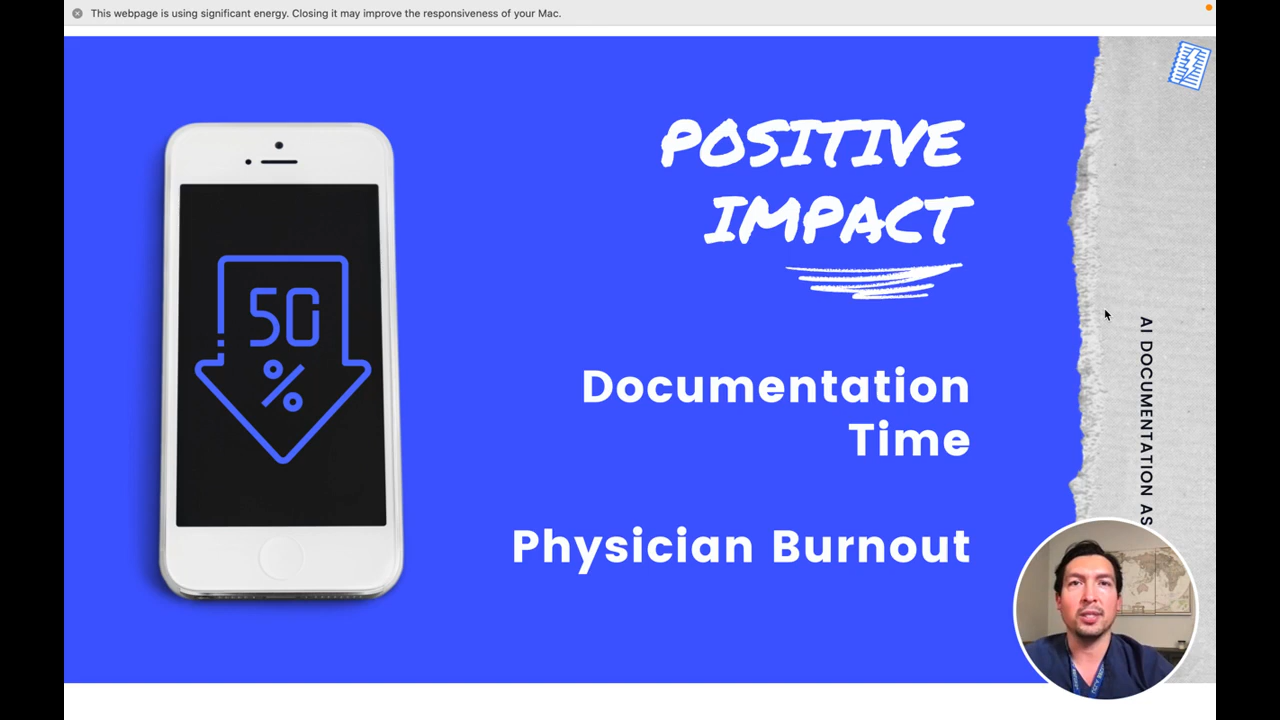 This webpage is using significant energy. Closing it may improve the responsiveness of your Mac.
POSITIVE
IMPACT
50
%
Documentation
Time
Physician Burnout
AI DOCUMENTATION AS